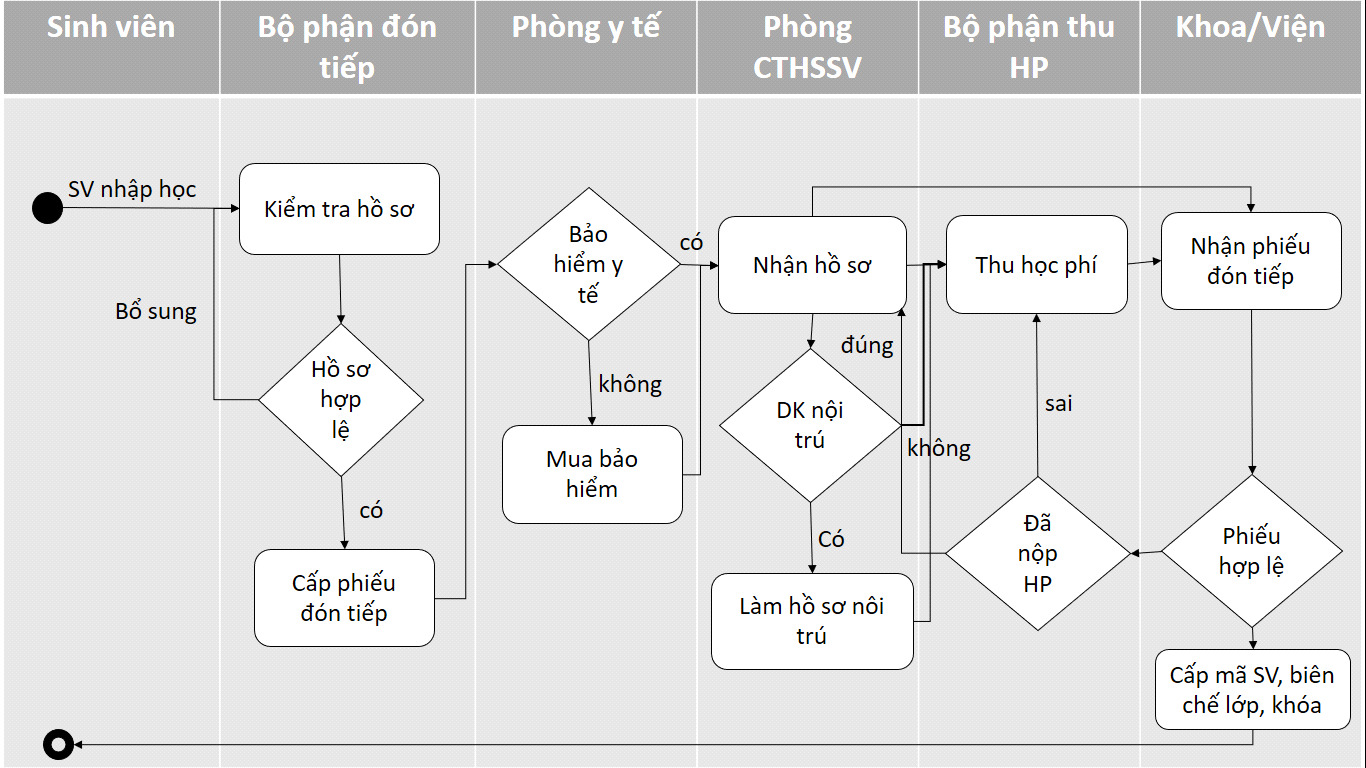 Sinh viên
Bộ phận đón
tiếp
Phòng y tế
Phòng
CTHSSV
Bộ phận thu
HP
Khoa/Viện
SV nhập học
Kiểm tra hồ sơ
Bổ sung
Hồ sơ
hợp
lệ
có
Cấp phiếu
đón tiếp
Bảo
hiểm y
tế
có
không
Mua bảo
hiểm
Nhận hồ sơ
đúng
DK nội
trú
không
Có
Làm hồ sơ nôi
trú
Thu học phí
sai
Đã
nộp
HP
Nhận phiếu
đón tiếp
Phiếu
hợp lệ
Cấp mã SV, biên
chế lớp, khóa